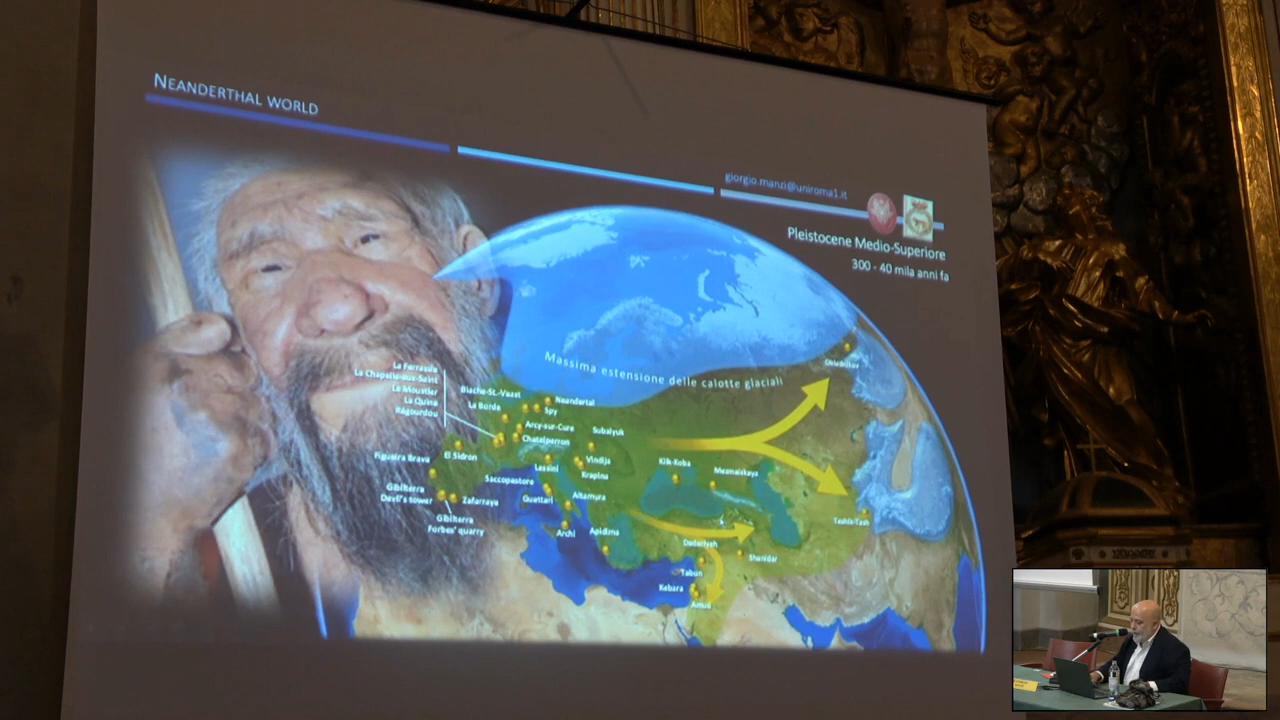 NEANDERTHAL WORLD
giorgio.manzi@uniroma1.it
Pleistocene Medio-Superiore
300 - 40 mila anni fa
Massima estensione delle calotte glaciali
La Ferrassie
La Chapelle-aux-Saint
Le Moustier
La Quina
Régourdou
Biache-St.-Vaast
La Borde
Neandertal
Spy
Arcy-sur-Cure
Chatelperron
Subalyuk
Figueira Brava
El Sidron
Lessini
Vindija
Krapina
Kiik-Koba
Mezmaiskaya
Saccopastore
Guattari
Altamura
Gibilterra
Devil's tower
Zafarraya
Gibilterra
Forbes' quarry
Archi
Apidima
Teshik-Tash
Dederiyeh
Shanidar
Tabun
Kebara
Amud